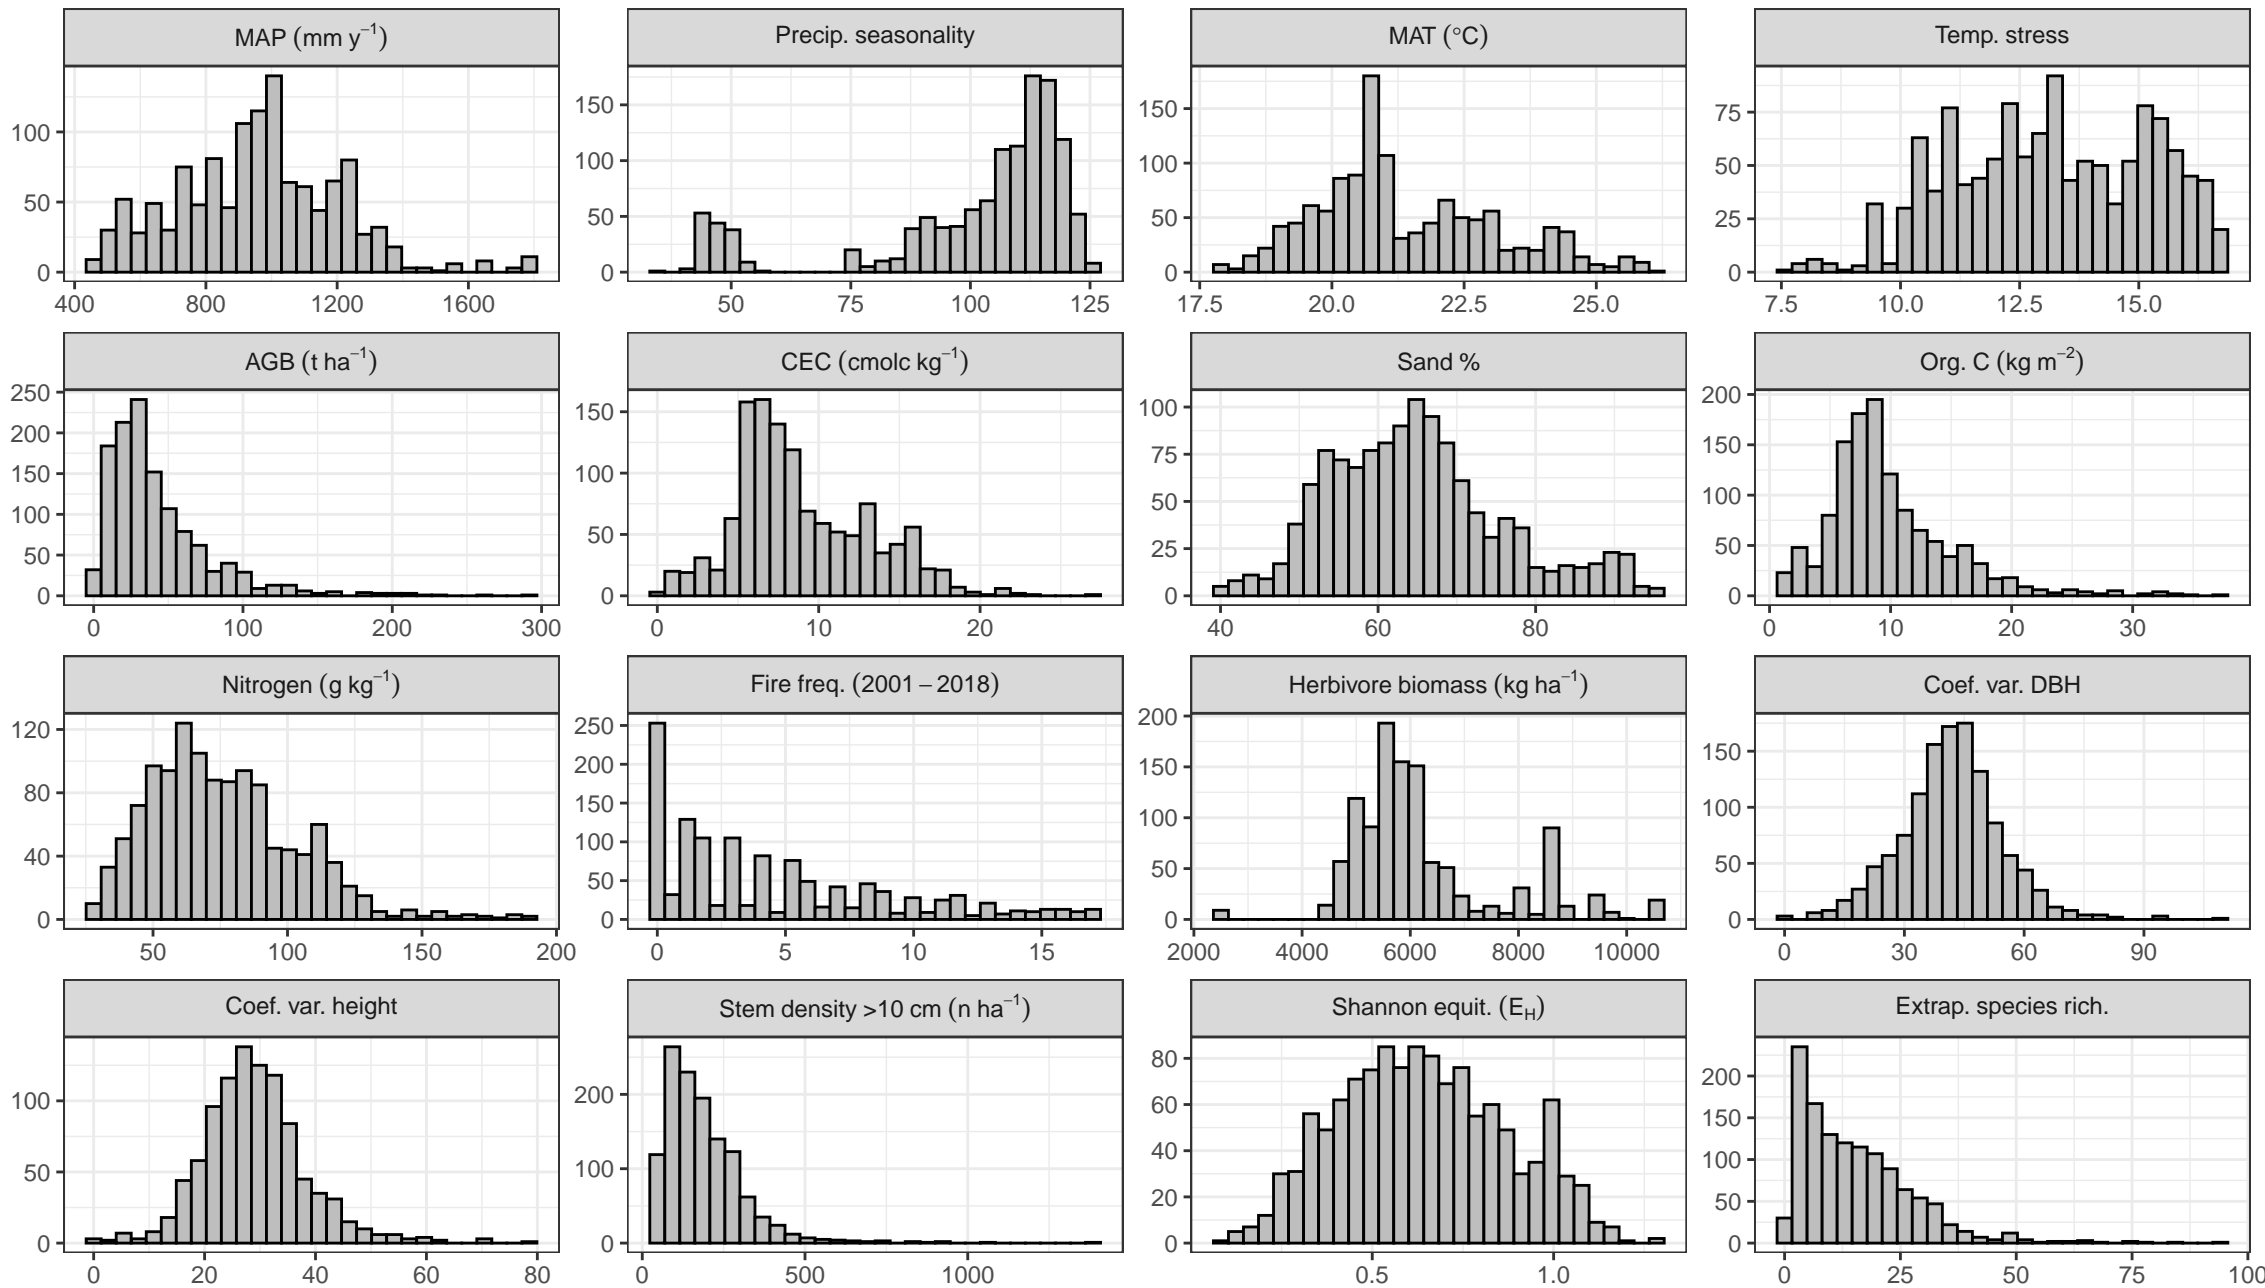 MAP (mm y⁻¹)
Precip. seasonality
MAT (°C)
Temp. stress
0 50 100
400 800 1200 1600
0 50 100 150
50 75 100 125
0 50 100 150
17.5 20.0 22.5 25.0
0 25 50 75
7.5 10.0 12.5 15.0
AGB (t ha⁻¹)
CEC (cmolc kg⁻¹)
Sand %
Org. C (kg m⁻²)
0 50 100 150 200 250
0 100 200 300
0 50 100 150
0 10 20
0 25 50 75 100
40 60 80
0 50 100 150 200
0 10 20 30
Nitrogen (g kg⁻¹)
Fire freq. (2001 – 2018)
Herbivore biomass (kg ha⁻¹)
Coef. var. DBH
0 40 80 120
50 100 150 200
0 50 100 150 200 250
0 5 10 15
0 50 100 150 200
2000 4000 6000 8000 10000
0 50 100 150
0 30 60 90
Coef. var. height
Stem density >10 cm (n ha⁻¹)
Shannon equit. (E_H)
Extrap. species rich.
0 50 100
0 20 40 60 80
0 100 200
0 500 1000
0 20 40 60 80
0.5 1.0
0 50 100 150 200
0 25 50 75 100